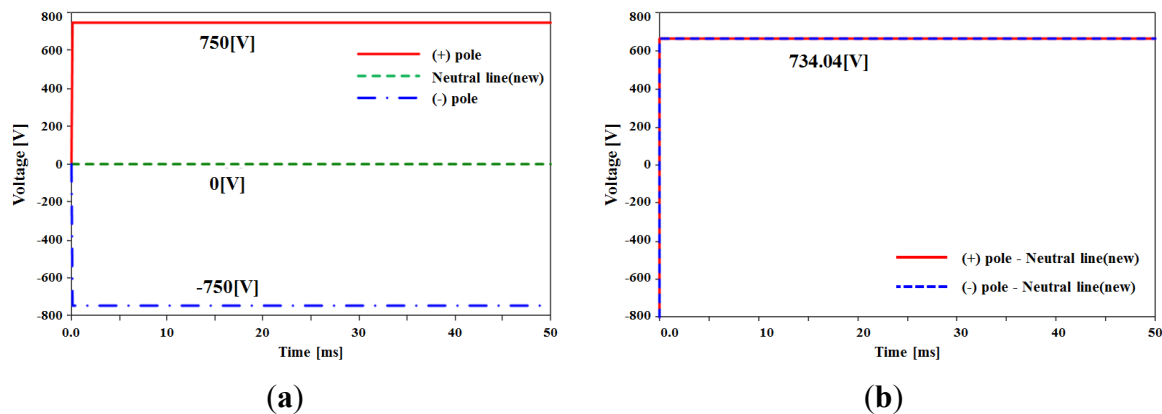 800
600
400
200
0
-200
-400
-600
-800
Voltage [V]
750[V]
(+) pole
Neutral line(new)
(-) pole
0[V]
-750[V]
0.0 10 20 30 40 50
Time [ms]
(a)
800
600
400
200
0
-200
-400
-600
-800
Voltage [V]
734.04[V]
(+) pole - Neutral line(new)
(-) pole - Neutral line(new)
0.0 10 20 30 40 50
Time [ms]
(b)